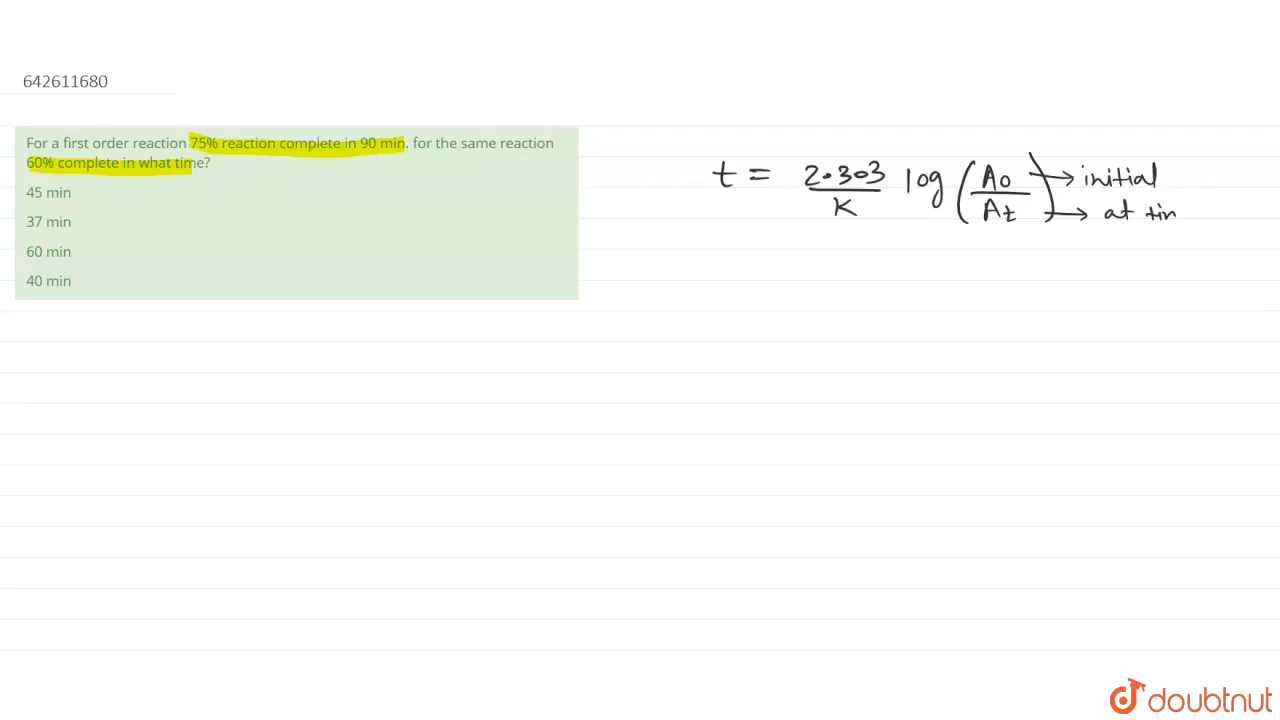 642611680
For a first order reaction 75% reaction complete in 90 min. for the same reaction
60% complete in what time?
45 min
37 min
60 min
40 min
t = 2.303/K log (A0/At) → initial
→ at tim
doubtnut